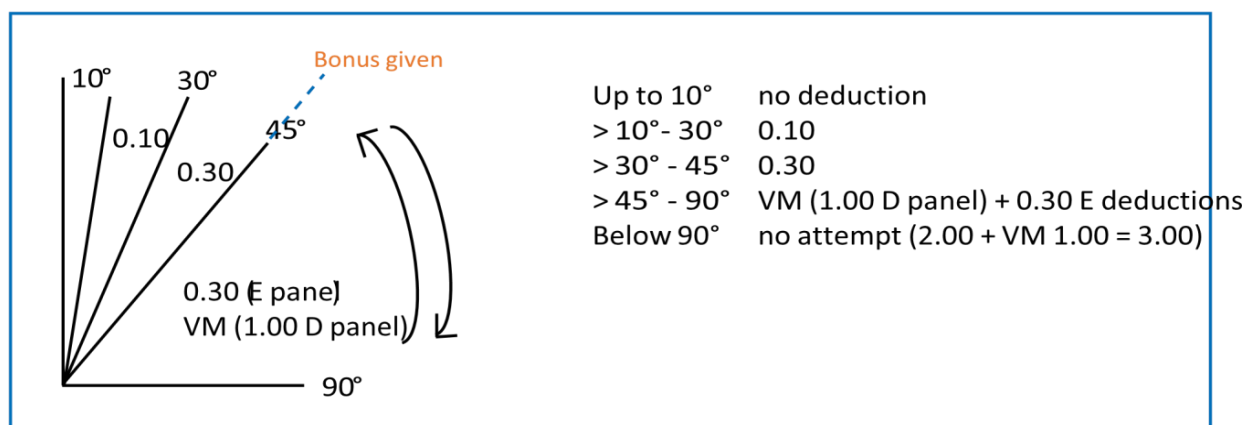 Bonus given
10°
30°
45°
0.10
0.30
0.30 (E panel)
VM (1.00 D panel)
90°
Up to 10° no deduction
> 10°- 30° 0.10
> 30° - 45° 0.30
> 45° - 90° VM (1.00 D panel) + 0.30 E deductions
Below 90° no attempt (2.00 + VM 1.00 = 3.00)